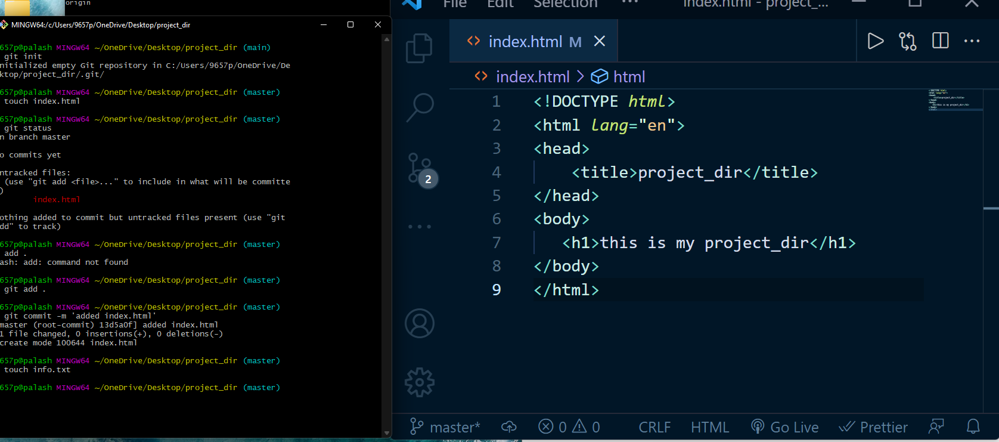 origin
MINGW64:/c/Users/9657p/OneDrive/Desktop/project_dir
657p@palash MINGW64 ~/OneDrive/Desktop/project_dir (main)
git init
nitialized empty Git repository in C:/Users/9657p/OneDrive/De
ktop/project_dir/.git/
657p@palash MINGW64 ~/OneDrive/Desktop/project_dir (master)
touch index.html
657p@palash MINGW64 ~/OneDrive/Desktop/project_dir (master)
git status
n branch master
o commits yet
ntracked files:
(use "git add <file>..." to include in what will be committe
)
index.html
othing added to commit but untracked files present (use "git
dd" to track)
657p@palash MINGW64 ~/OneDrive/Desktop/project_dir (master)
add .
ash: add: command not found
657p@palash MINGW64 ~/OneDrive/Desktop/project_dir (master)
git add .
657p@palash MINGW64 ~/OneDrive/Desktop/project_dir (master)
git commit -m 'added index.html'
master (root-commit) 13d5a0f] added index.html
1 file changed, 0 insertions(+), 0 deletions(-)
create mode 100644 index.html
657p@palash MINGW64 ~/OneDrive/Desktop/project_dir (master)
touch info.txt
657p@palash MINGW64 ~/OneDrive/Desktop/project_dir (master)
File Edit Selection ... index.html - project_...
index.html M
index.html > html
1 <!DOCTYPE html>
2 <html lang="en">
3 <head>
4 <title>project_dir</title>
5 </head>
6 <body>
7 <h1>this is my project_dir</h1>
8 </body>
9 </html>
2
master* 0 0 CRLF HTML Go Live Prettier